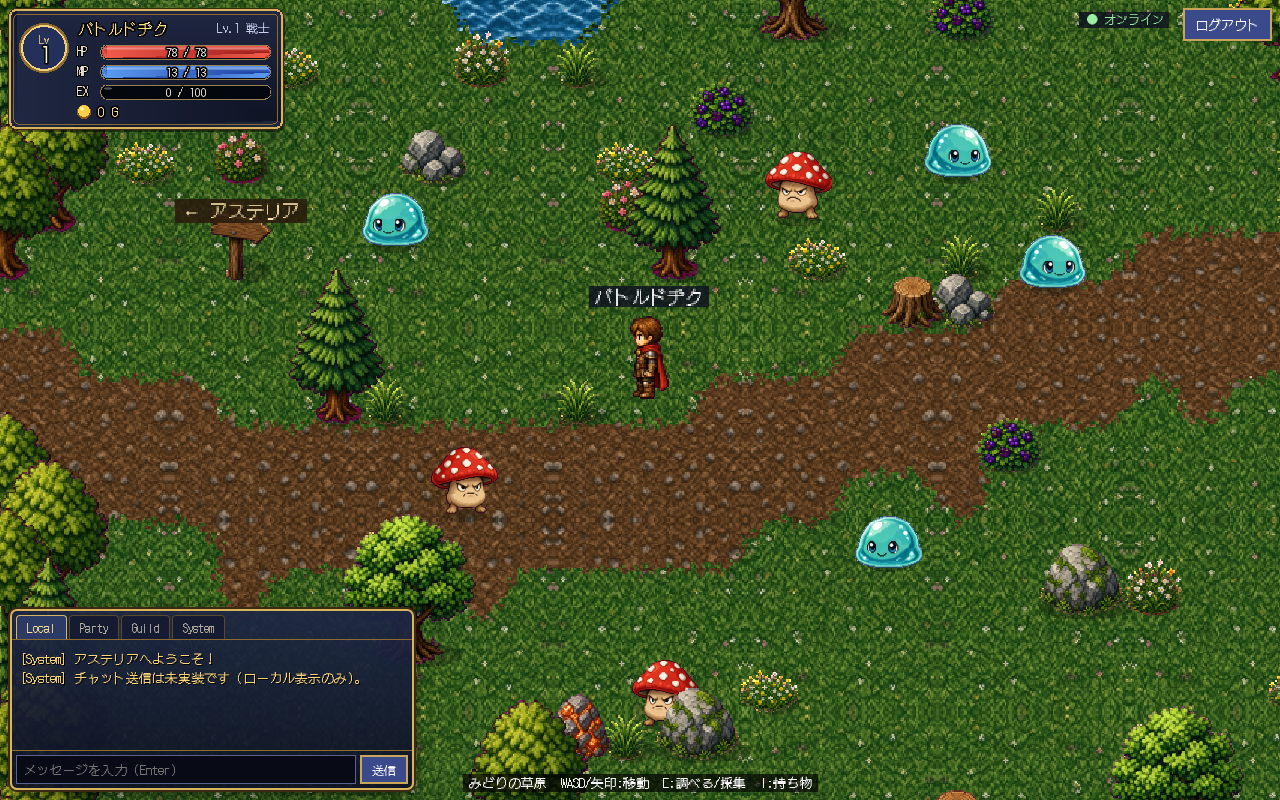 バトルドヂク
Lv.1 戦士
Lv
1
HP 78 / 78
MP 13 / 13
EX 0 / 100
0 G
オンライン
ログアウト
← アステリア
バトルドヂク
Local Party Guild System
[System] アステリアへようこそ！
[System] チャット送信は未実装です（ローカル表示のみ）。
メッセージを入力（Enter）
送信
みどりの草原 WASD/矢印:移動 E:調べる/採集 I:持ち物